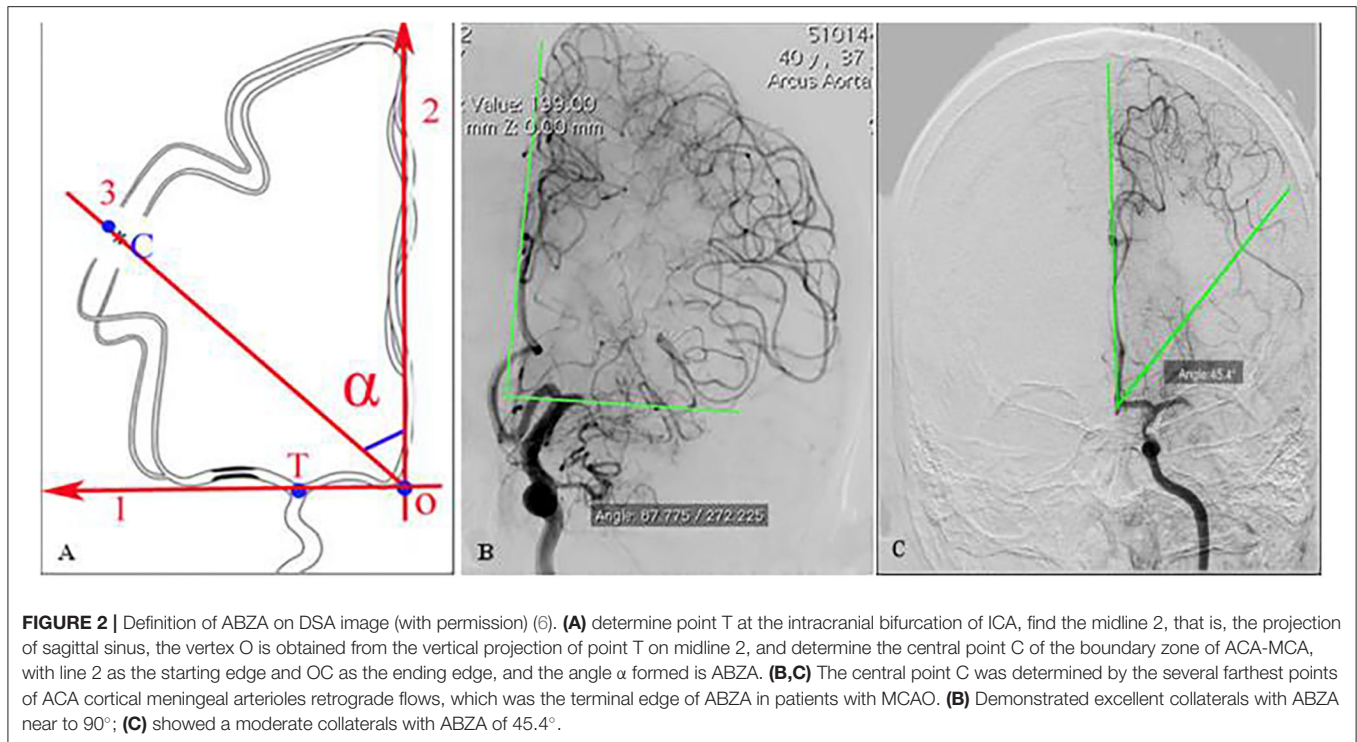 2
3
C
α
T
O
1
A
2
51014
40 y, 37
Arcus Aorta
Value: 199.00
mm Z: 0.00 mm
Angle: 87.775 / 272.225
B
Angle:45.4°
C
FIGURE 2 | Definition of ABZA on DSA image (with permission) (6). (A) determine point T at the intracranial bifurcation of ICA, find the midline 2, that is, the projection
of sagittal sinus, the vertex O is obtained from the vertical projection of point T on midline 2, and determine the central point C of the boundary zone of ACA-MCA,
with line 2 as the starting edge and OC as the ending edge, and the angle α formed is ABZA. (B,C) The central point C was determined by the several farthest points
of ACA cortical meningeal arterioles retrograde flows, which was the terminal edge of ABZA in patients with MCAO. (B) Demonstrated excellent collaterals with ABZA
near to 90°; (C) showed a moderate collaterals with ABZA of 45.4°.